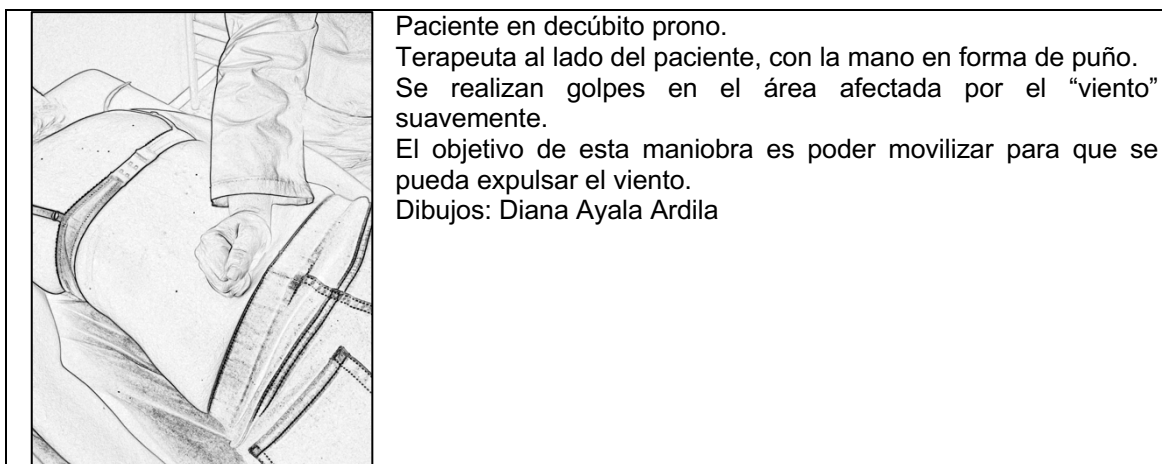 Paciente en decúbito prono.
Terapeuta al lado del paciente, con la mano en forma de puño.
Se realizan golpes en el área afectada por el “viento”
suavemente.
El objetivo de esta maniobra es poder movilizar para que se
pueda expulsar el viento.
Dibujos: Diana Ayala Ardila